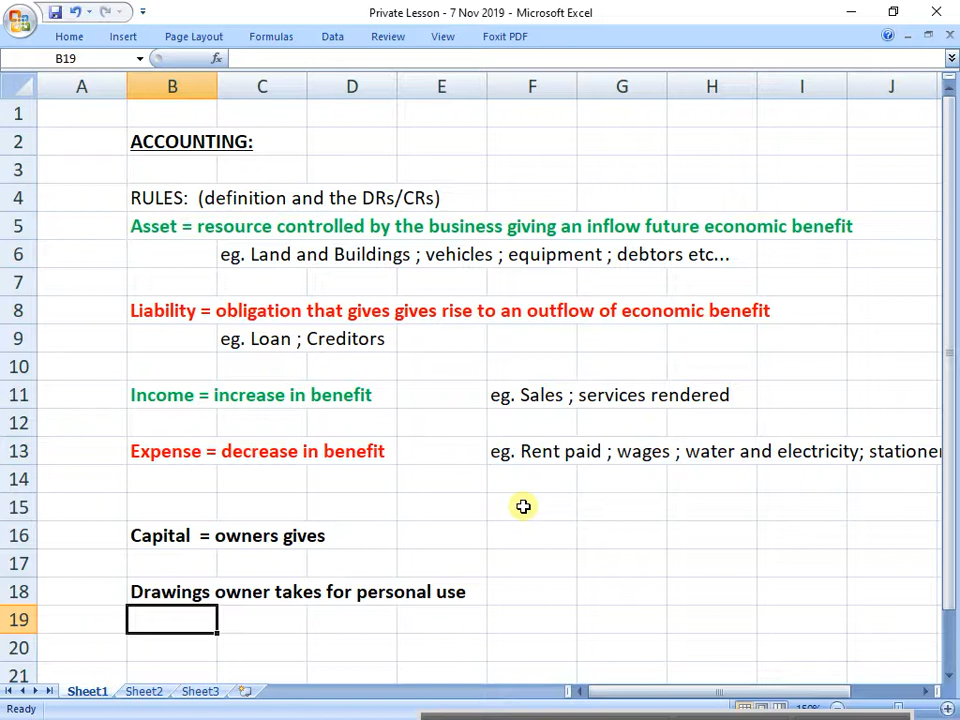 Private Lesson - 7 Nov 2019 - Microsoft Excel
Home Insert Page Layout Formulas Data Review View Foxit PDF
B19 fx
A B C D E F G H I J
1
2 ACCOUNTING:
3
4 RULES: (definition and the DRs/CRs)
5 Asset = resource controlled by the business giving an inflow future economic benefit
6 eg. Land and Buildings ; vehicles ; equipment ; debtors etc...
7
8 Liability = obligation that gives gives rise to an outflow of economic benefit
9 eg. Loan ; Creditors
10
11 Income = increase in benefit eg. Sales ; services rendered
12
13 Expense = decrease in benefit eg. Rent paid ; wages ; water and electricity; statione
14
15
16 Capital = owners gives
17
18 Drawings owner takes for personal use
19
20
21
Sheet1 Sheet2 Sheet3
Ready 150%